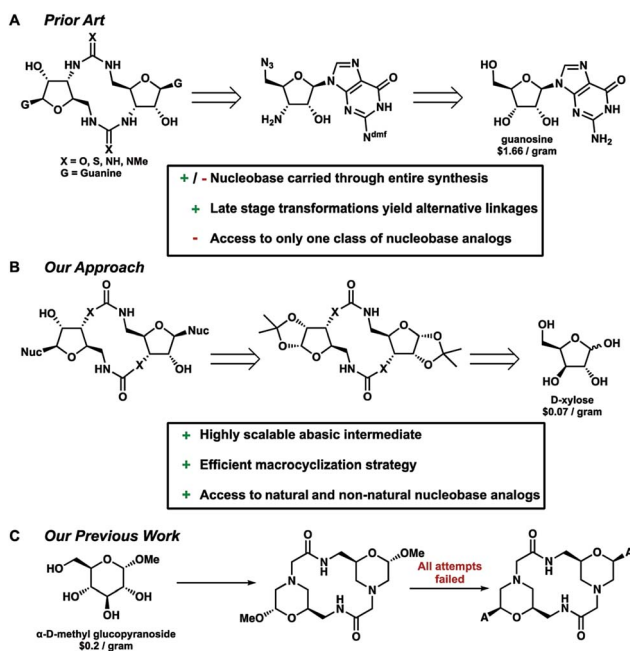 A Prior Art
X
HO
NH
NH
O
G
G
O
NH
NH
OH
X
X = O, S, NH, NMe
G = Guanine
N3
O
N
N
O
NH
N
H2N
OH
Ndmf
HO
O
N
N
O
NH
N
HO
OH
NH2
guanosine
$1.66 / gram
+ / - Nucleobase carried through entire synthesis
+ Late stage transformations yield alternative linkages
- Access to only one class of nucleobase analogs
B Our Approach
O
HO
X
NH
O
Nuc
Nuc
O
HN
X
OH
O
O
O
X
NH
O
O
O
O
HN
X
O
O
OH
O
OH
HO
OH
D-xylose
$0.07 / gram
+ Highly scalable abasic intermediate
+ Efficient macrocyclization strategy
+ Access to natural and non-natural nucleobase analogs
C Our Previous Work
HO
O
OMe
HO
OH
OH
α-D-methyl glucopyranoside
$0.2 / gram
O
N
H
O
OMe
N
N
MeO
O
H
N
O
All attempts
failed
O
N
H
O
A
N
N
A
O
H
N
O